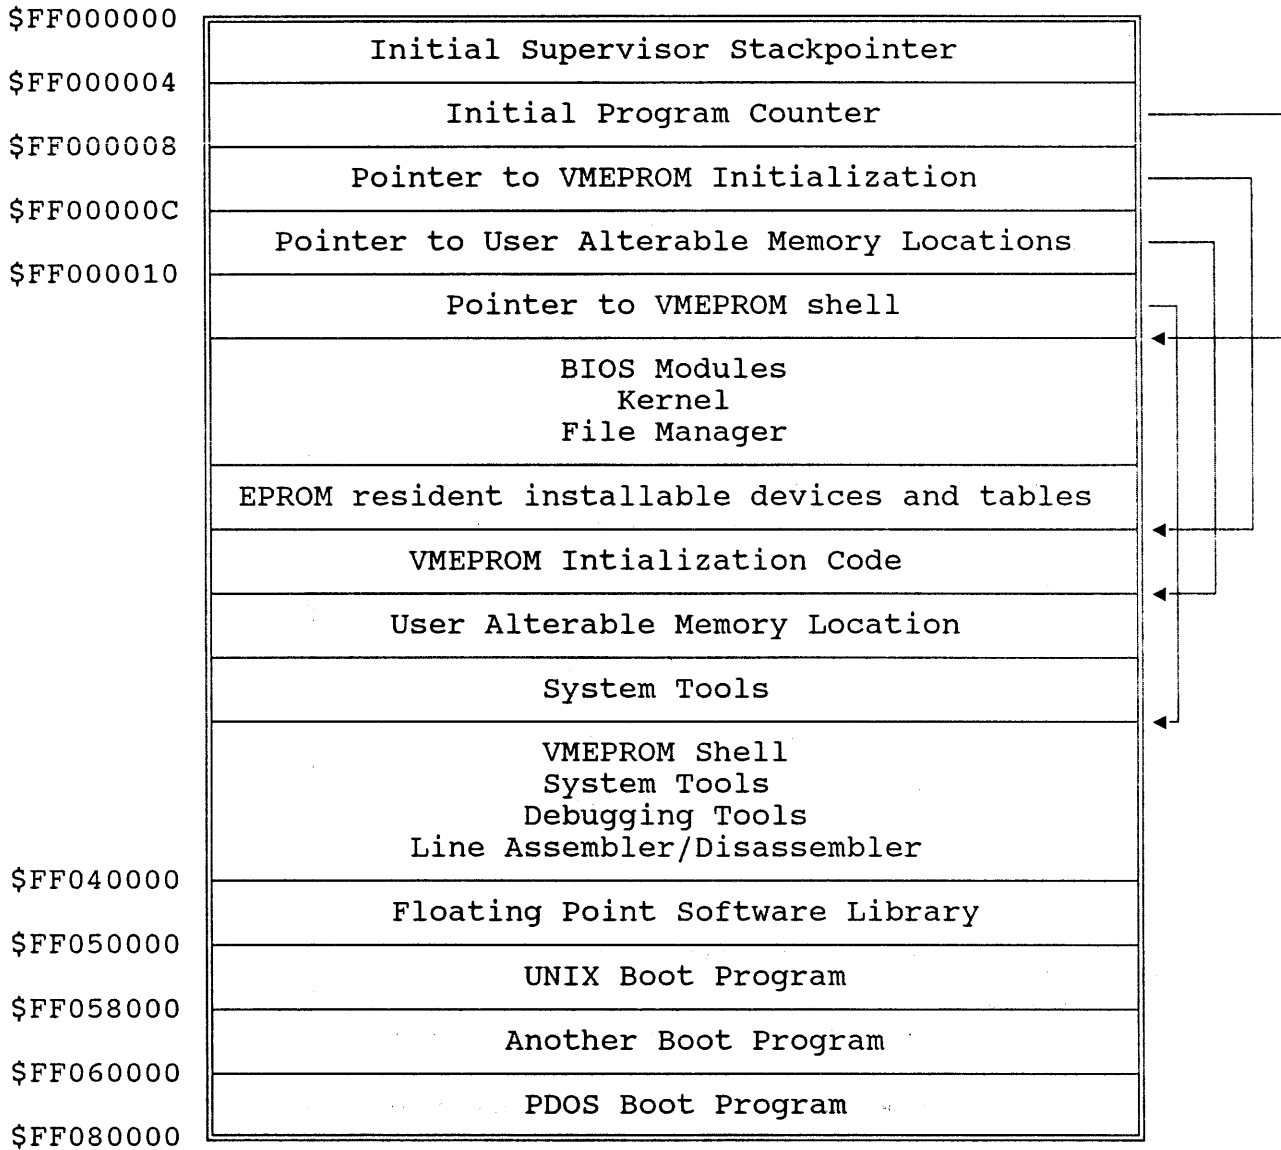 $FF000000
Initial Supervisor Stackpointer
$FF000004
Initial Program Counter
$FF000008
Pointer to VMEPROM Initialization
$FF00000C
Pointer to User Alterable Memory Locations
$FF000010
Pointer to VMEPROM shell
BIOS Modules
Kernel
File Manager
EPROM resident installable devices and tables
VMEPROM Intialization Code
User Alterable Memory Location
System Tools
VMEPROM Shell
System Tools
Debugging Tools
Line Assembler/Disassembler
$FF040000
Floating Point Software Library
$FF050000
UNIX Boot Program
$FF058000
Another Boot Program
$FF060000
PDOS Boot Program
$FF080000